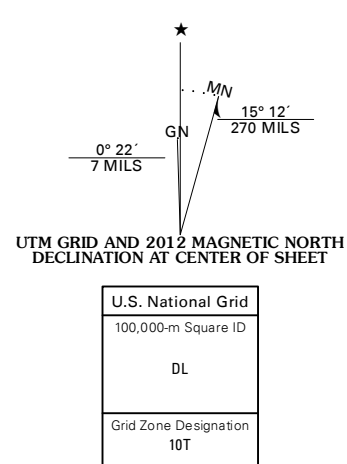 ★
MN
GN
15° 12´
270 MILS
0° 22´
7 MILS
UTM GRID AND 2012 MAGNETIC NORTH
DECLINATION AT CENTER OF SHEET
U.S. National Grid
100,000-m Square ID
DL
Grid Zone Designation
10T